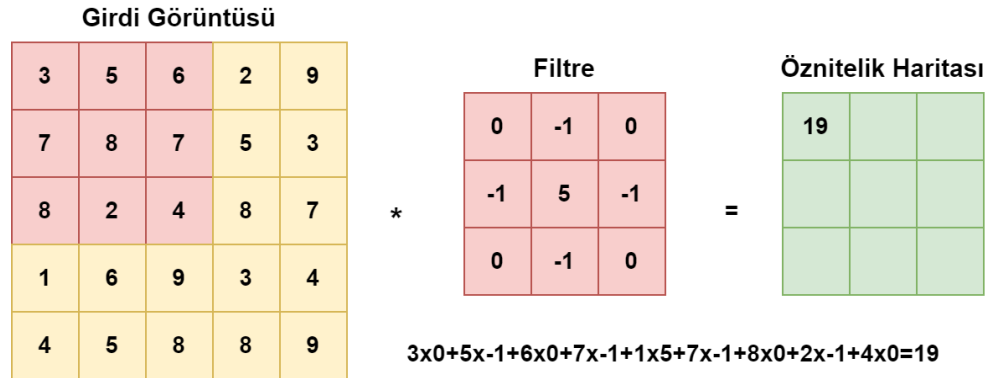 Girdi Görüntüsü
3 5 6 2 9
7 8 7 5 3
8 2 4 8 7
1 6 9 3 4
4 5 8 8 9
*
Filtre
0 -1 0
-1 5 -1
0 -1 0
=
Öznitelik Haritası
19
3x0+5x-1+6x0+7x-1+1x5+7x-1+8x0+2x-1+4x0=19